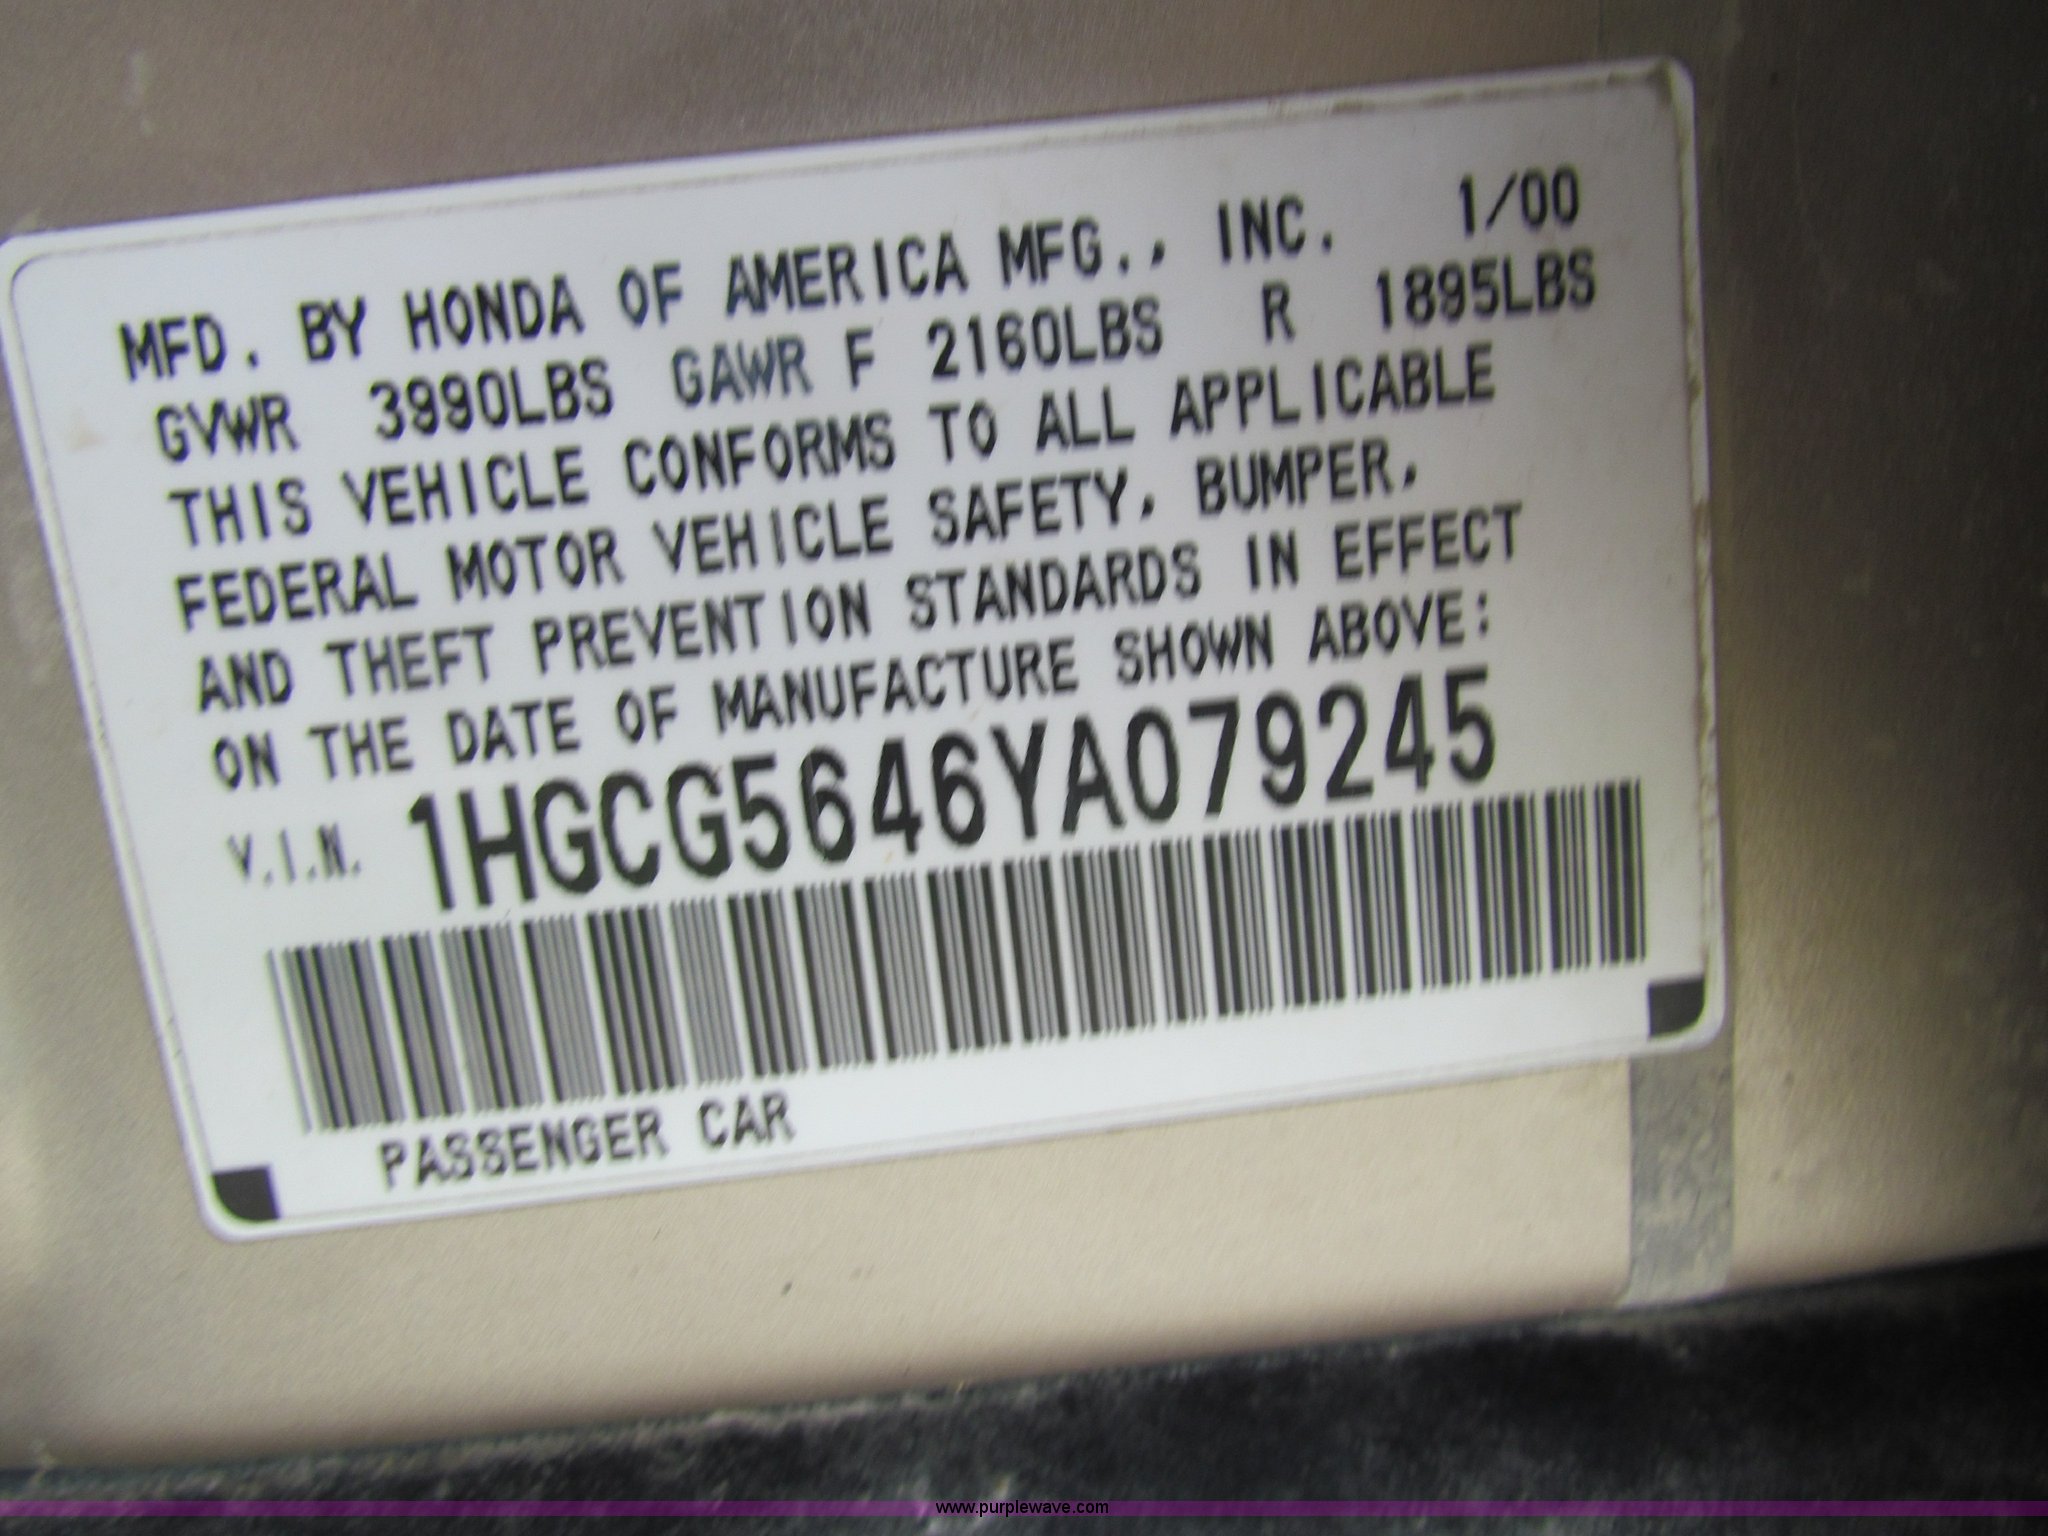 MFD. BY HONDA OF AMERICA MFG., INC. 1/00
GVWR 3990LBS GAWR F 2160LBS R 1895LBS
THIS VEHICLE CONFORMS TO ALL APPLICABLE
FEDERAL MOTOR VEHICLE SAFETY, BUMPER,
AND THEFT PREVENTION STANDARDS IN EFFECT
ON THE DATE OF MANUFACTURE SHOWN ABOVE:
V.I.N. 1HGCG5646YA079245
PASSENGER CAR
www.purplewave.com